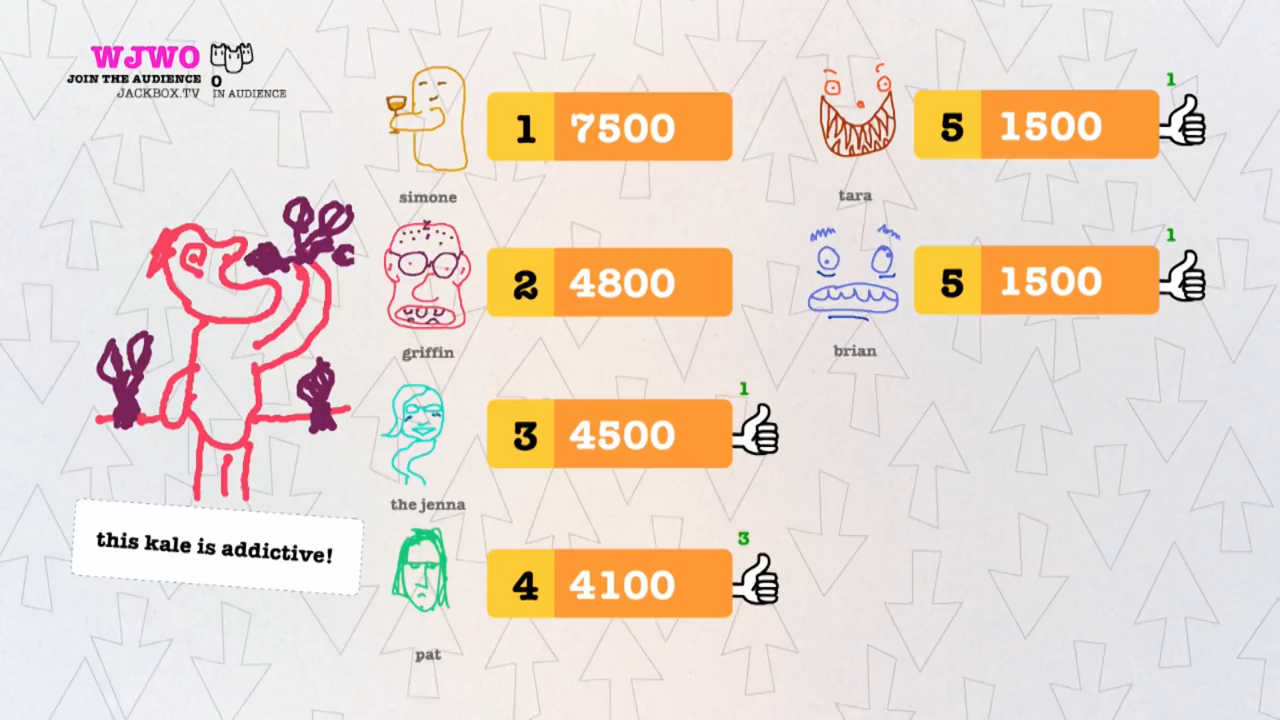 WJWO
JOIN THE AUDIENCE
JACKBOX.TV
0
IN AUDIENCE
this kale is addictive!
1 7500
simone
2 4800
griffin
3 4500
1
the jenna
4 4100
3
pat
5 1500
1
tara
5 1500
1
brian